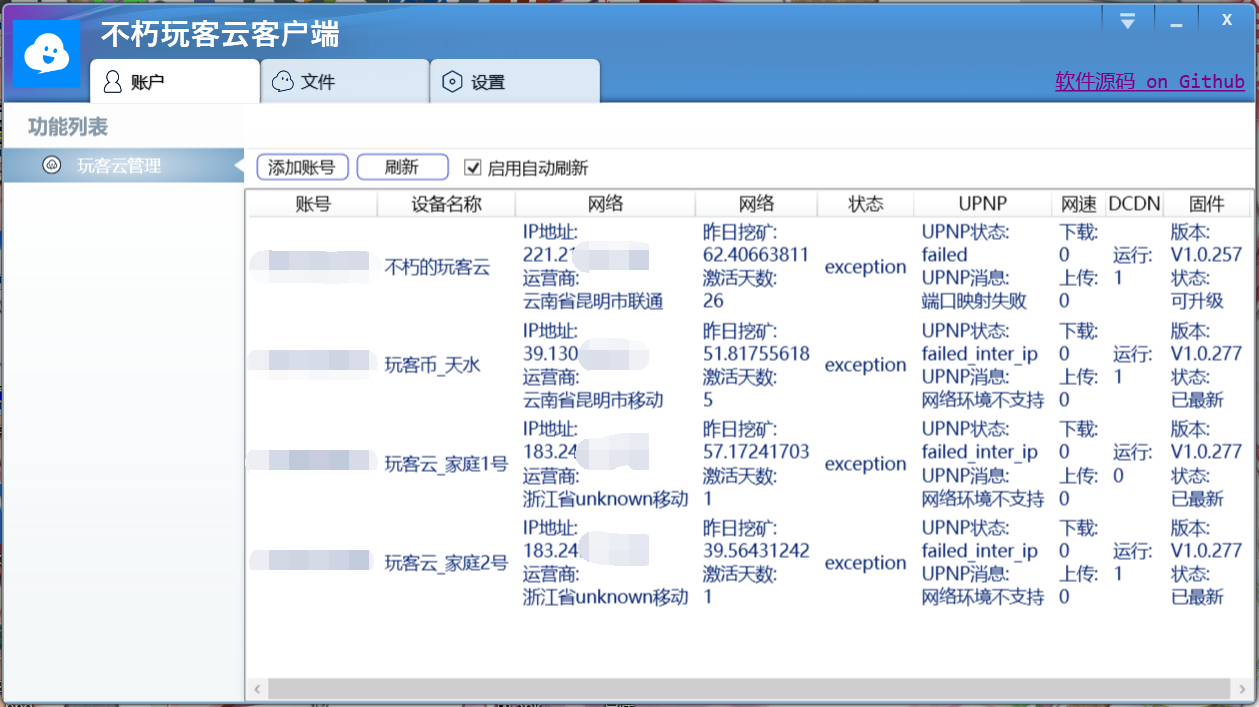 不朽玩客云客户端
X
账户
文件
设置
软件源码 on Github
功能列表
玩客云管理
添加账号
刷新
启用自动刷新
账号
设备名称
网络
网络
状态
UPNP
网速
DCDN
固件
不朽的玩客云
IP地址:
221.21
运营商:
云南省昆明市联通
昨日挖矿:
62.40663811
激活天数:
26
exception
UPNP状态:
failed
UPNP消息:
端口映射失败
下载:
0
上传:
0
运行:
1
版本:
V1.0.257
状态:
可升级
玩客币_天水
IP地址:
39.130
运营商:
云南省昆明市移动
昨日挖矿:
51.81755618
激活天数:
5
exception
UPNP状态:
failed_inter_ip
UPNP消息:
网络环境不支持
下载:
0
上传:
0
运行:
1
版本:
V1.0.277
状态:
已最新
玩客云_家庭1号
IP地址:
183.24
运营商:
浙江省unknown移动
昨日挖矿:
57.17241703
激活天数:
1
exception
UPNP状态:
failed_inter_ip
UPNP消息:
网络环境不支持
下载:
0
上传:
0
运行:
0
版本:
V1.0.277
状态:
已最新
玩客云_家庭2号
IP地址:
183.24
运营商:
浙江省unknown移动
昨日挖矿:
39.56431242
激活天数:
1
exception
UPNP状态:
failed_inter_ip
UPNP消息:
网络环境不支持
下载:
0
上传:
0
运行:
1
版本:
V1.0.277
状态:
已最新